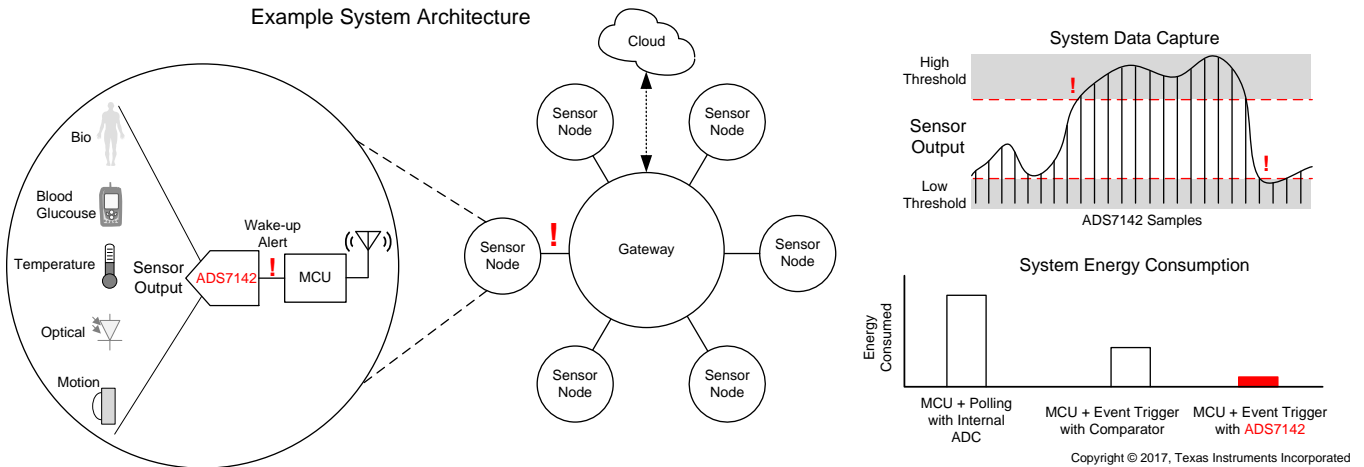 Example System Architecture
Cloud
Sensor
Node
Sensor
Node
Bio
Blood
Glucouse
Temperature
Optical
Motion
Sensor
Output
ADS7142
Wake-up
Alert
!
MCU
Sensor
Node
!
Gateway
Sensor
Node
Sensor
Node
Sensor
Node
System Data Capture
High
Threshold
!
Sensor
Output
!
Low
Threshold
ADS7142 Samples
System Energy Consumption
Energy
Consumed
MCU + Polling
with Internal
ADC
MCU + Event Trigger
with Comparator
MCU + Event Trigger
with ADS7142
Copyright © 2017, Texas Instruments Incorporated